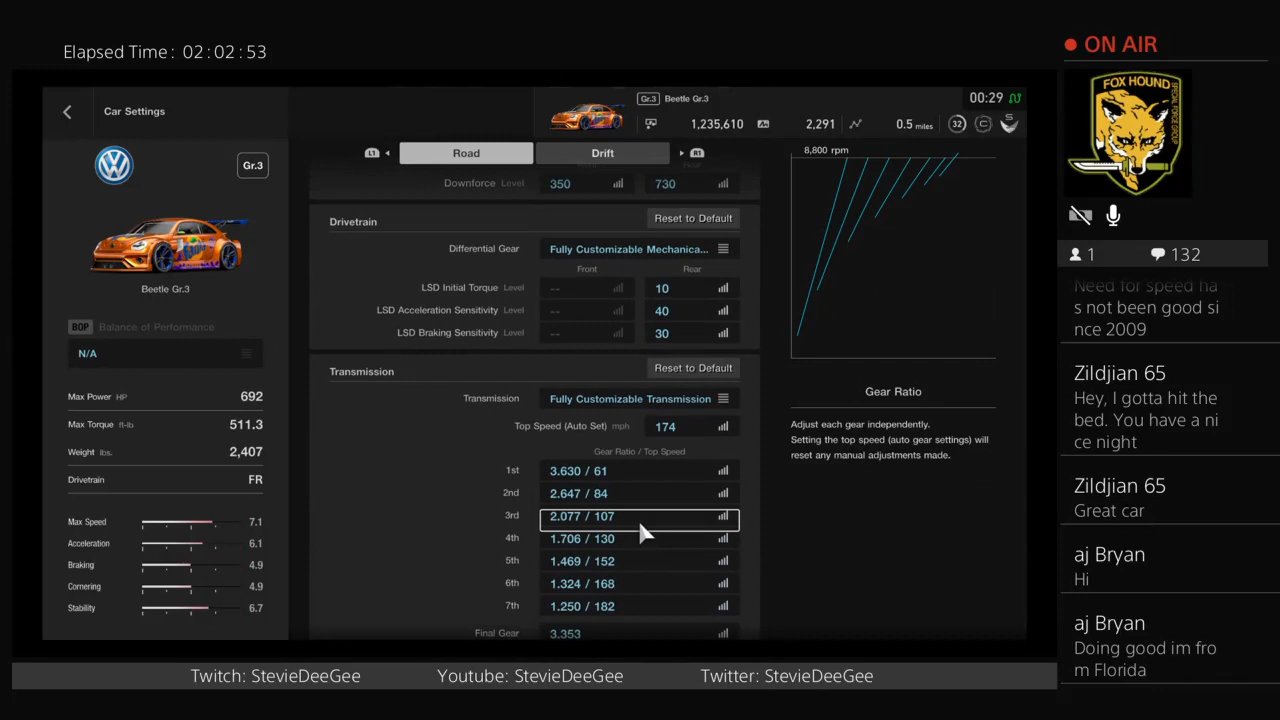 Elapsed Time: 02:02:53
ON AIR
Car Settings
Gr.3 Beetle Gr.3
00:29
1,235,610 2,291 0.5 miles 32 C S
FOX HOUND
SPECIAL FORCE GROUP
Gr.3
Beetle Gr.3
BOP Balance of Performance
N/A
Max Power HP 692
Max Torque ft-lb 511.3
Weight lbs. 2,407
Drivetrain FR
Max Speed 7.1
Acceleration 6.1
Braking 4.9
Cornering 4.9
Stability 6.7
L1 Road Drift R1
Downforce Level 350 730
Drivetrain Reset to Default
Differential Gear Fully Customizable Mechanica...
Front Rear
LSD Initial Torque Level -- 10
LSD Acceleration Sensitivity Level -- 40
LSD Braking Sensitivity Level -- 30
Transmission Reset to Default
Transmission Fully Customizable Transmission
Top Speed (Auto Set) mph 174
Gear Ratio / Top Speed
1st 3.630 / 61
2nd 2.647 / 84
3rd 2.077 / 107
4th 1.706 / 130
5th 1.469 / 152
6th 1.324 / 168
7th 1.250 / 182
Final Gear 3.353
8,800 rpm
Gear Ratio
Adjust each gear independently.
Setting the top speed (auto gear settings) will
reset any manual adjustments made.
1 132
Need for speed ha
s not been good si
nce 2009
Zildjian 65
Hey, I gotta hit the
bed. You have a ni
ce night
Zildjian 65
Great car
aj Bryan
Hi
aj Bryan
Doing good im fro
m Florida
Twitch: StevieDeeGee Youtube: StevieDeeGee Twitter: StevieDeeGee